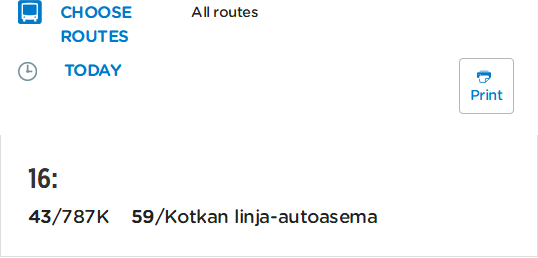 CHOOSE ROUTES All routes
TODAY
Print
16:
43/787K 59/Kotkan linja-autoasema